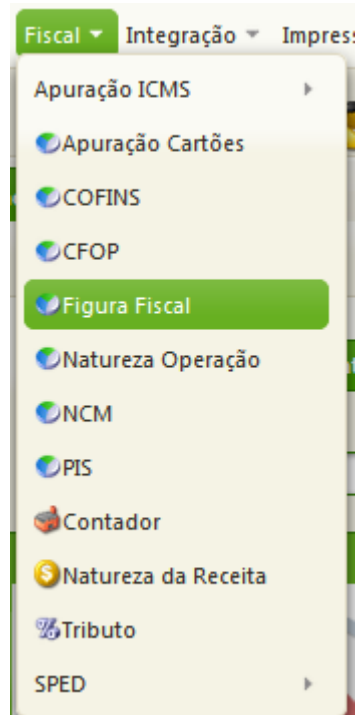 Fiscal Integração Impress
Apuração ICMS
Apuração Cartões
COFINS
CFOP
Figura Fiscal
Natureza Operação
NCM
PIS
Contador
Natureza da Receita
Tributo
SPED